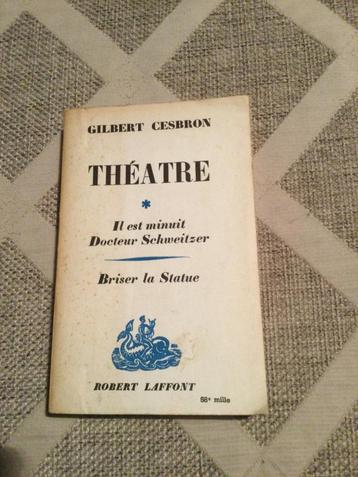 GILBERT CESBRON
THÉATRE
*
Il est minuit
Docteur Schweitzer
Briser la Statue
ROBERT LAFFONT
56e mille